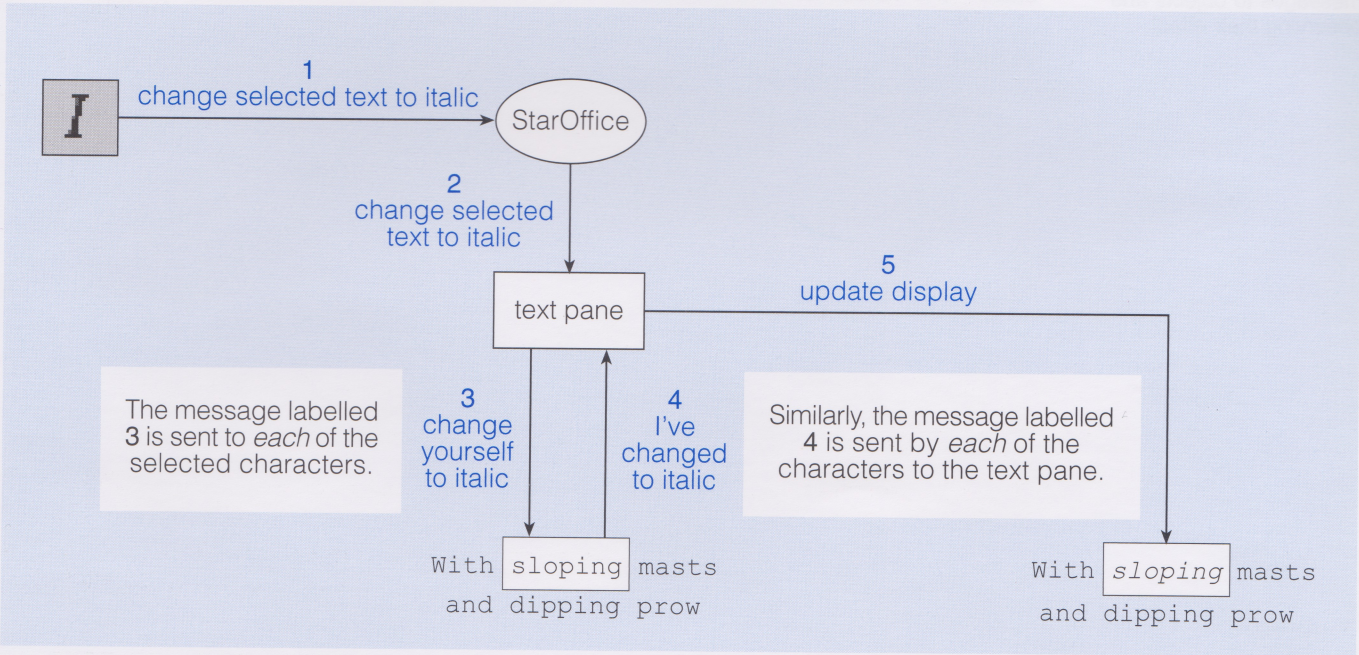 1
change selected text to italic
I
StarOffice
2
change selected
text to italic
5
update display
text pane
The message labelled
3 is sent to each of the
selected characters.
3
change
yourself
to italic
4
I've
changed
to italic
Similarly, the message labelled
4 is sent by each of the
characters to the text pane.
With sloping masts
and dipping prow
With sloping masts
and dipping prow